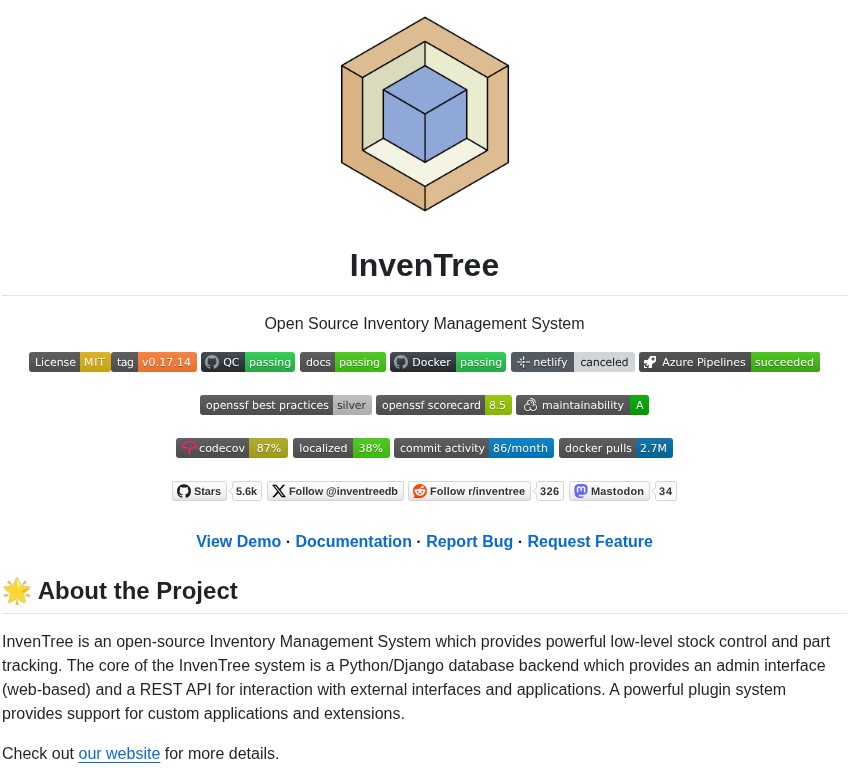 InvenTree
Open Source Inventory Management System
License MIT tag v0.17.14 QC passing docs passing Docker passing netlify canceled Azure Pipelines succeeded
openssf best practices silver openssf scorecard 8.5 maintainability A
codecov 87% localized 38% commit activity 86/month docker pulls 2.7M
Stars 5.6k Follow @inventreedb Follow r/inventree 326 Mastodon 34
View Demo · Documentation · Report Bug · Request Feature
🌟 About the Project
InvenTree is an open-source Inventory Management System which provides powerful low-level stock control and part
tracking. The core of the InvenTree system is a Python/Django database backend which provides an admin interface
(web-based) and a REST API for interaction with external interfaces and applications. A powerful plugin system
provides support for custom applications and extensions.
Check out our website for more details.